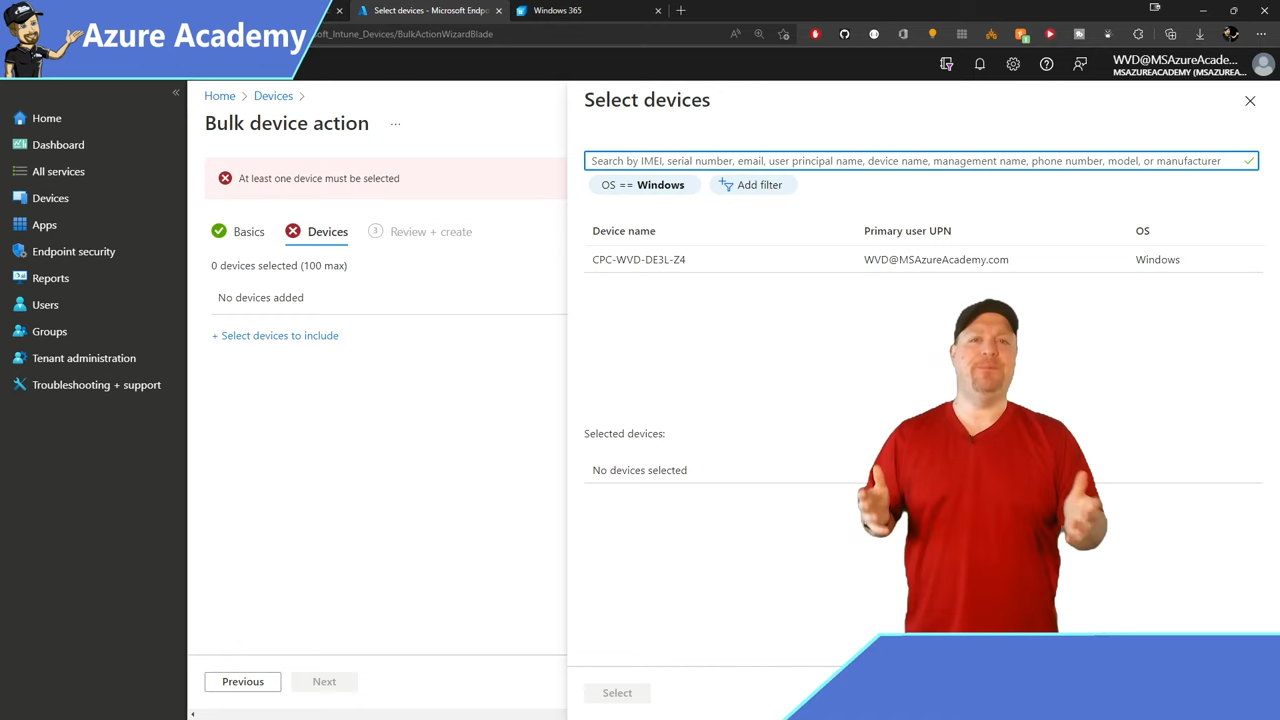 Azure Academy
Select devices - Microsoft Endpo
Windows 365
oft_Intune_Devices/BulkActionWizardBlade
WVD@MSAzureAcade...
MSAZUREACADEMY (MSAZUREA...
Home
Dashboard
All services
Devices
Apps
Endpoint security
Reports
Users
Groups
Tenant administration
Troubleshooting + support
Home > Devices >
Bulk device action ...
At least one device must be selected
Basics
Devices
3 Review + create
0 devices selected (100 max)
No devices added
+ Select devices to include
Previous
Next
Select devices
Search by IMEI, serial number, email, user principal name, device name, management name, phone number, model, or manufacturer
OS == Windows
Add filter
Device name Primary user UPN OS
CPC-WVD-DE3L-Z4 WVD@MSAzureAcademy.com Windows
Selected devices:
No devices selected
Select